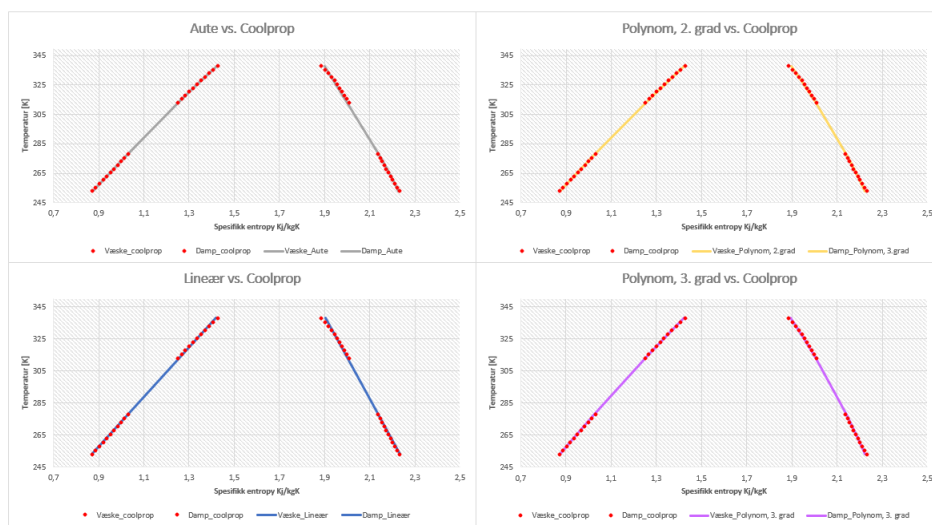 Aute vs. Coolprop
Temperatur [K]
345
325
305
285
265
245
0,7 0,9 1,1 1,3 1,5 1,7 1,9 2,1 2,3 2,5
Spesifikk entropy Kj/kgK
Væske_coolprop Damp_coolprop Væske_Aute Damp_Aute
Polynom, 2. grad vs. Coolprop
Temperatur [K]
345
325
305
285
265
245
0,7 0,9 1,1 1,3 1,5 1,7 1,9 2,1 2,3 2,5
Spesifikk entropy Kj/kgK
Væske_coolprop Damp_coolprop Væske_Polynom, 2.grad Damp_Polynom, 3.grad
Lineær vs. Coolprop
Temperatur [K]
345
325
305
285
265
245
0,7 0,9 1,1 1,3 1,5 1,7 1,9 2,1 2,3 2,5
Spesifikk entropy Kj/kgK
Væske_coolprop Damp_coolprop Væske_Lineær Damp_Lineær
Polynom, 3. grad vs. Coolprop
Temperatur [K]
345
325
305
285
265
245
0,7 0,9 1,1 1,3 1,5 1,7 1,9 2,1 2,3 2,5
Spesifikk entropy Kj/kgK
Væske_coolprop Damp_coolprop Væske_Polynom, 3. grad Damp_Polynom, 3. grad